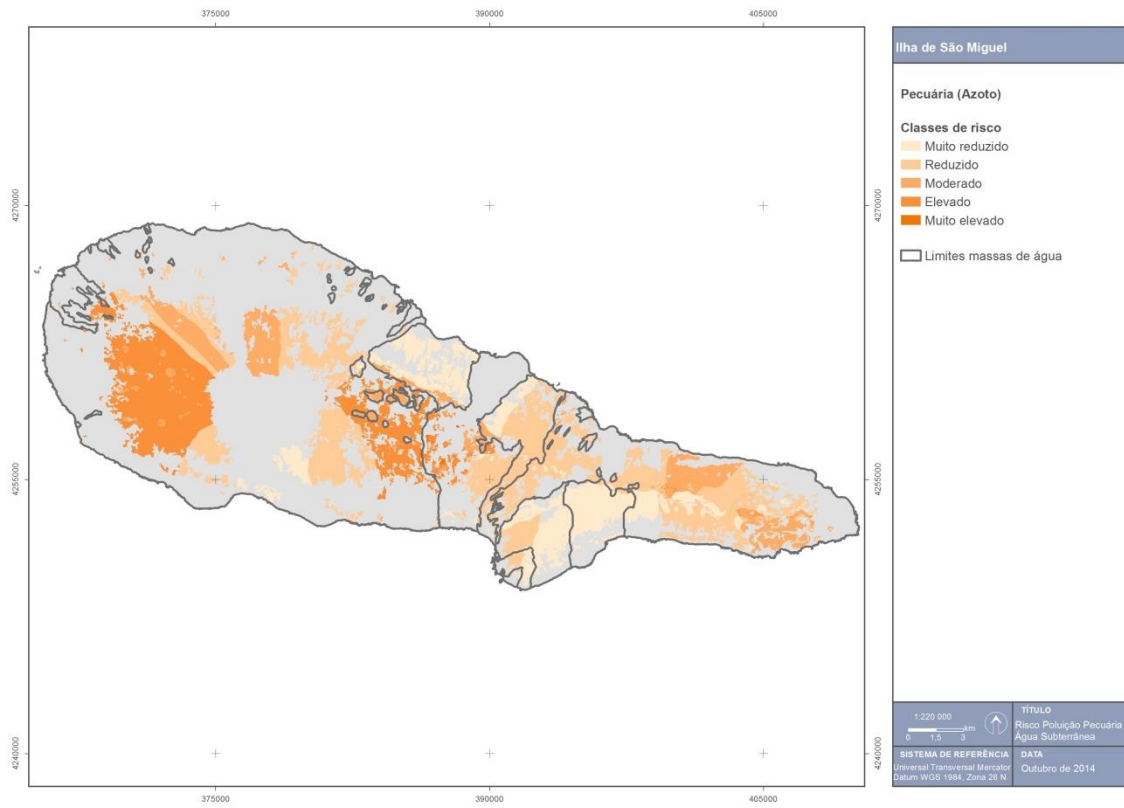 375000
390000
405000
4270000
4270000
4255000
4255000
4240000
4240000
375000
390000
405000
Ilha de São Miguel
Pecuária (Azoto)
Classes de risco
Muito reduzido
Reduzido
Moderado
Elevado
Muito elevado
Limites massas de água
1:220 000
km
0 1,5 3
TÍTULO
Risco Poluição Pecuária
Água Subterrânea
SISTEMA DE REFERÊNCIA
Universal Transversal Mercator
Datum WGS 1984, Zona 26 N
DATA
Outubro de 2014